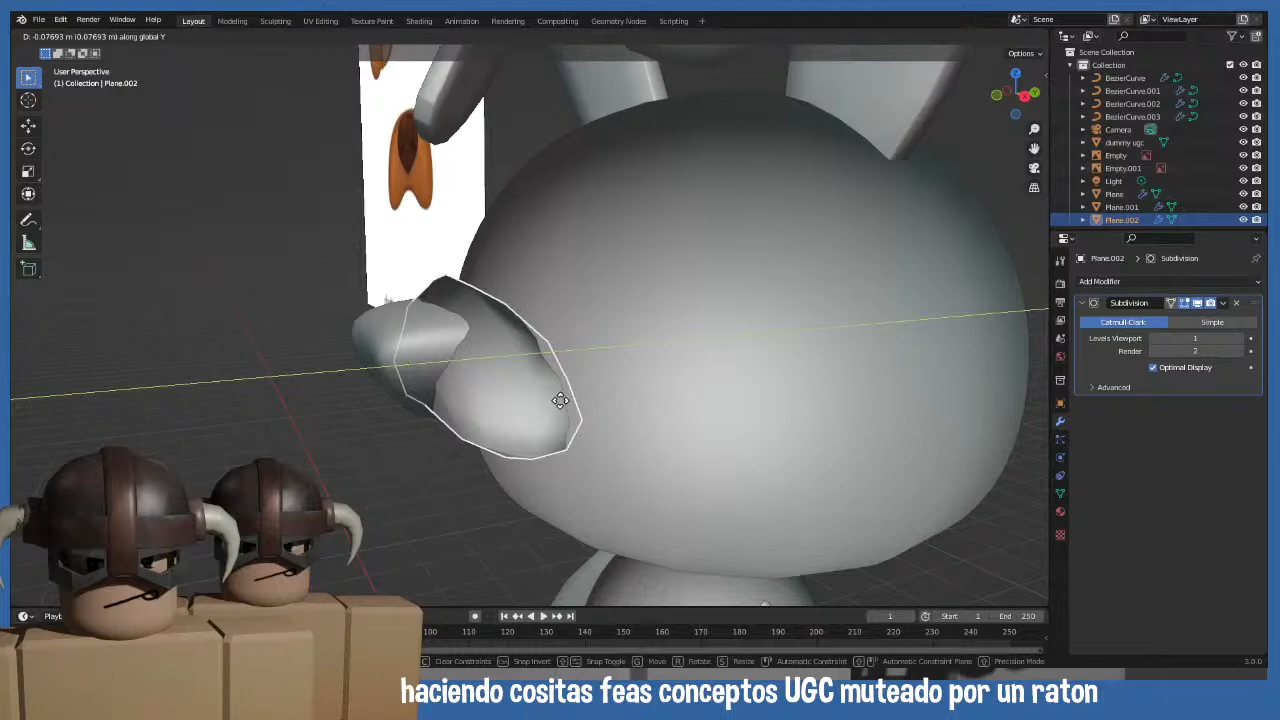 File Edit Render Window Help Layout Modeling Sculpting UV Editing Texture Paint Shading Animation Rendering Compositing Geometry Nodes Scripting + Scene ViewLayer
D: -0.07693 m (0.07693 m) along global Y
Options
User Perspective
(1) Collection | Plane.002
Scene Collection
Collection
BezierCurve
BezierCurve.001
BezierCurve.002
BezierCurve.003
Camera
dummy ugc
Empty
Empty.001
Light
Plane
Plane.001
Plane.002
Plane.002 > Subdivision
Add Modifier
Subdivision
Catmull-Clark Simple
Levels Viewport 1
Render 2
Optimal Display
Advanced
Z
Y
X
1 Start 1 End 250
100 110 120 130 140 150 160 170 180 190 200 210 220 230 240 250
Clear Constraints Snap Invert Snap Toggle G Move R Rotate S Resize Automatic Constraint Automatic Constraint Plane Precision Mode 3.0.0
haciendo cositas feas conceptos UGC muteado por un raton